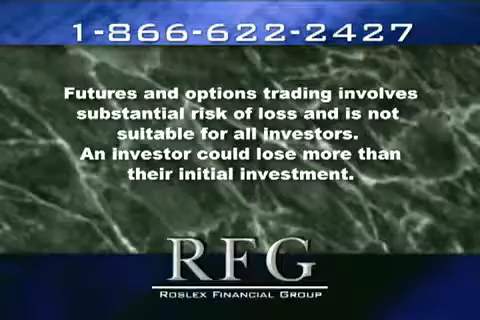 1-866-622-2427
Futures and options trading involves
substantial risk of loss and is not
suitable for all investors.
An investor could lose more than
their initial investment.
RFG
Roslex Financial Group